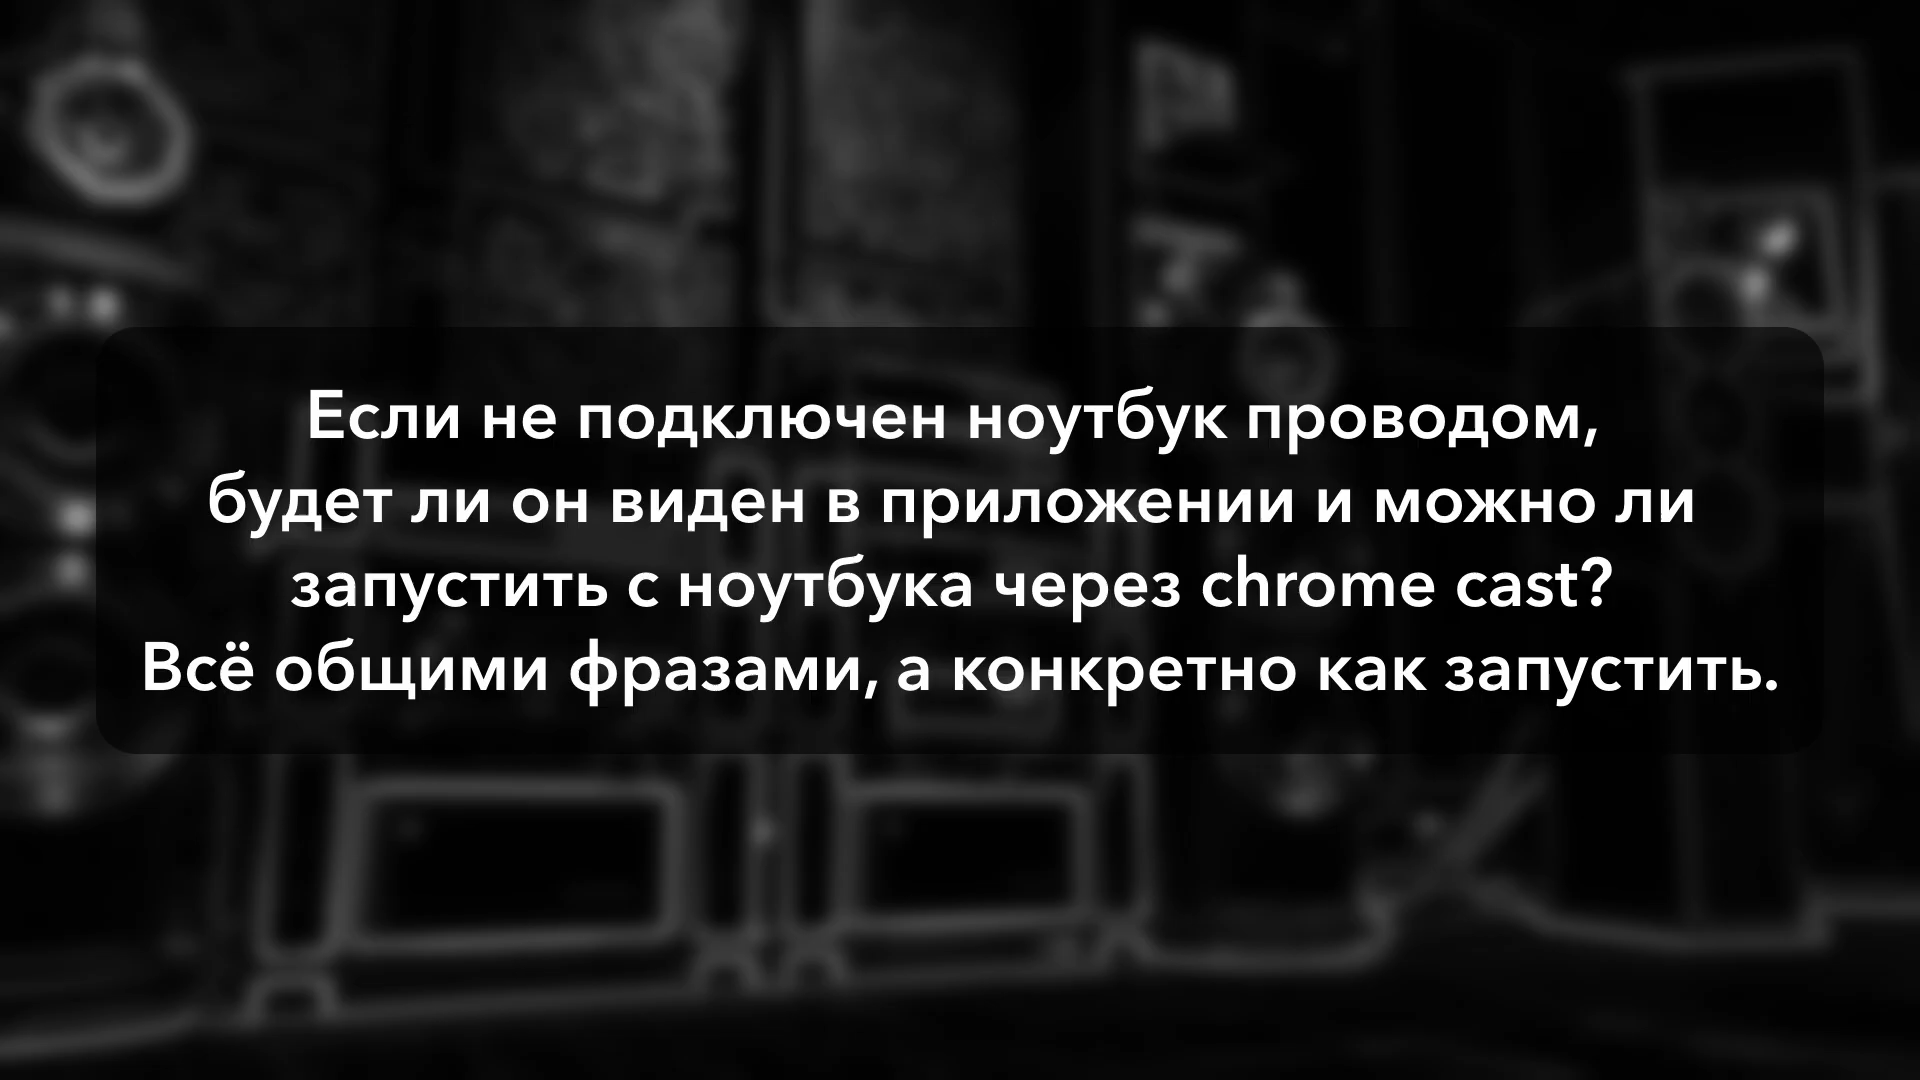 Если не подключен ноутбук проводом,
будет ли он виден в приложении и можно ли
запустить с ноутбука через chrome cast?
Всё общими фразами, а конкретно как запустить.